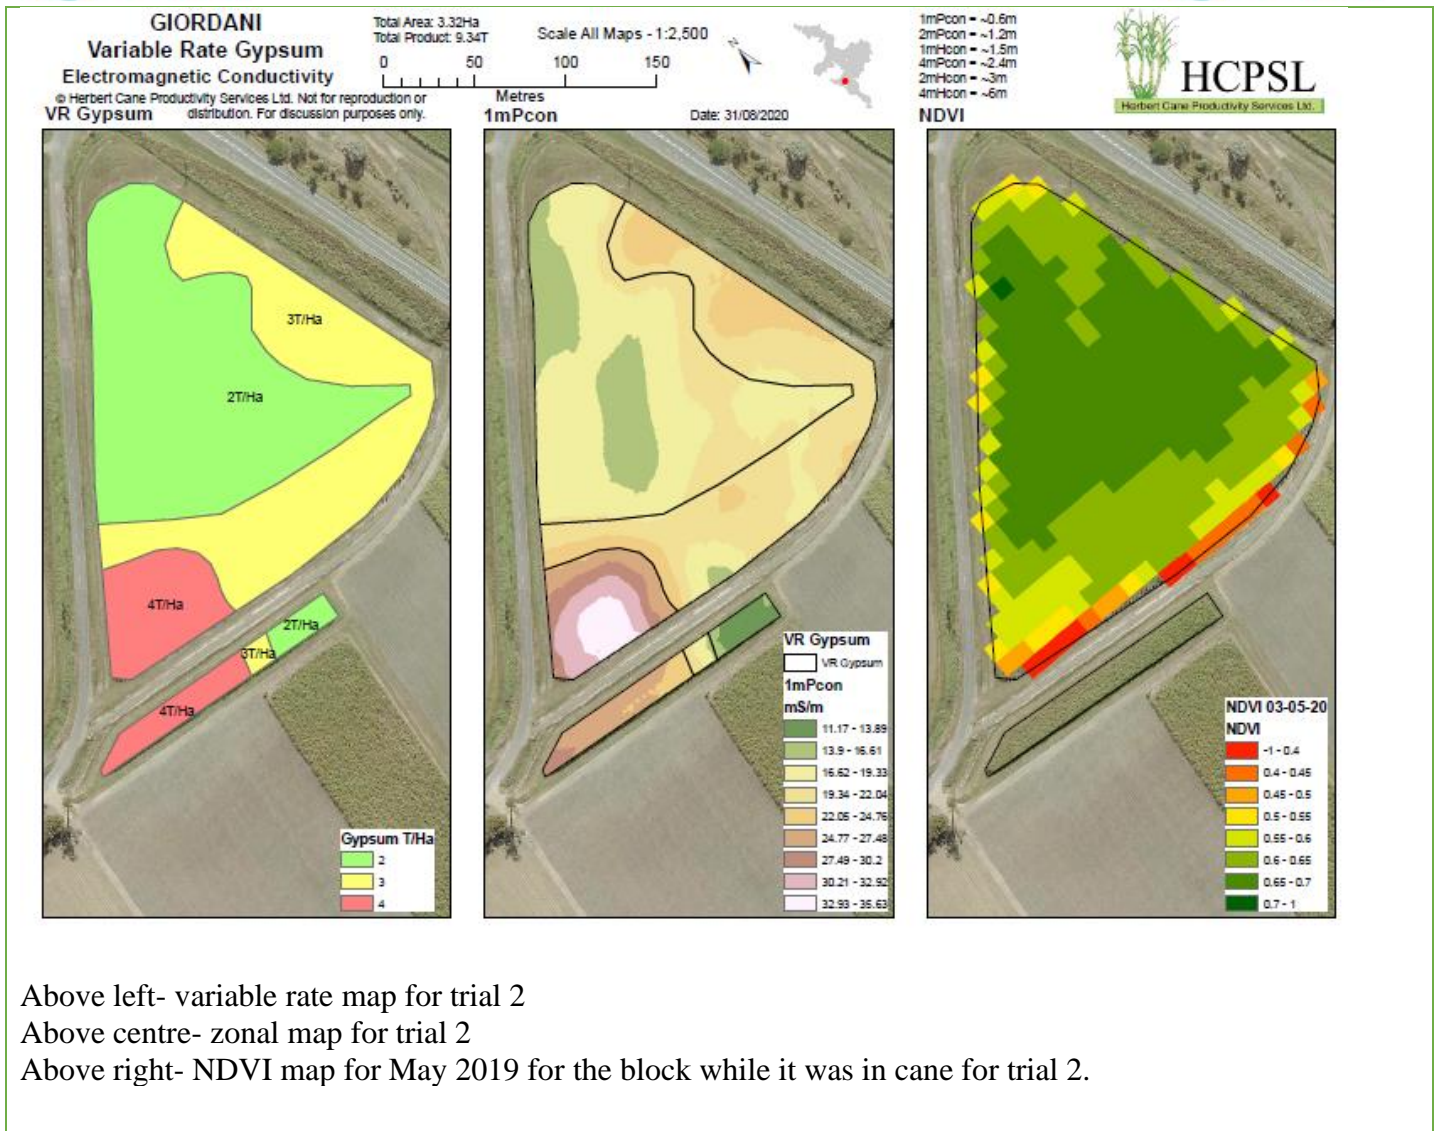 GIORDANI
Variable Rate Gypsum
Electromagnetic Conductivity
© Herbert Cane Productivity Services Ltd. Not for reproduction or
distribution. For discussion purposes only.
Total Area: 3.32Ha
Total Product: 9.34T
Scale All Maps - 1:2,500
0 50 100 150
Metres
N
Date: 31/08/2020
1mPcon = ~0.6m
2mPcon = ~1.2m
1mHcon = ~1.5m
4mPcon = ~2.4m
2mHcon = ~3m
4mHcon = ~6m
HCPSL
Herbert Cane Productivity Services Ltd.
VR Gypsum
3T/Ha
2T/Ha
4T/Ha
2T/Ha
3T/Ha
4T/Ha
Gypsum T/Ha
2
3
4
1mPcon
VR Gypsum
VR Gypsum
1mPcon
mS/m
11.17 - 13.89
13.9 - 16.61
16.62 - 19.33
19.34 - 22.04
22.05 - 24.76
24.77 - 27.48
27.49 - 30.2
30.21 - 32.92
32.93 - 35.63
NDVI
NDVI 03-05-20
NDVI
-1 - 0.4
0.4 - 0.45
0.45 - 0.5
0.5 - 0.55
0.55 - 0.6
0.6 - 0.65
0.65 - 0.7
0.7 - 1
Above left- variable rate map for trial 2
Above centre- zonal map for trial 2
Above right- NDVI map for May 2019 for the block while it was in cane for trial 2.